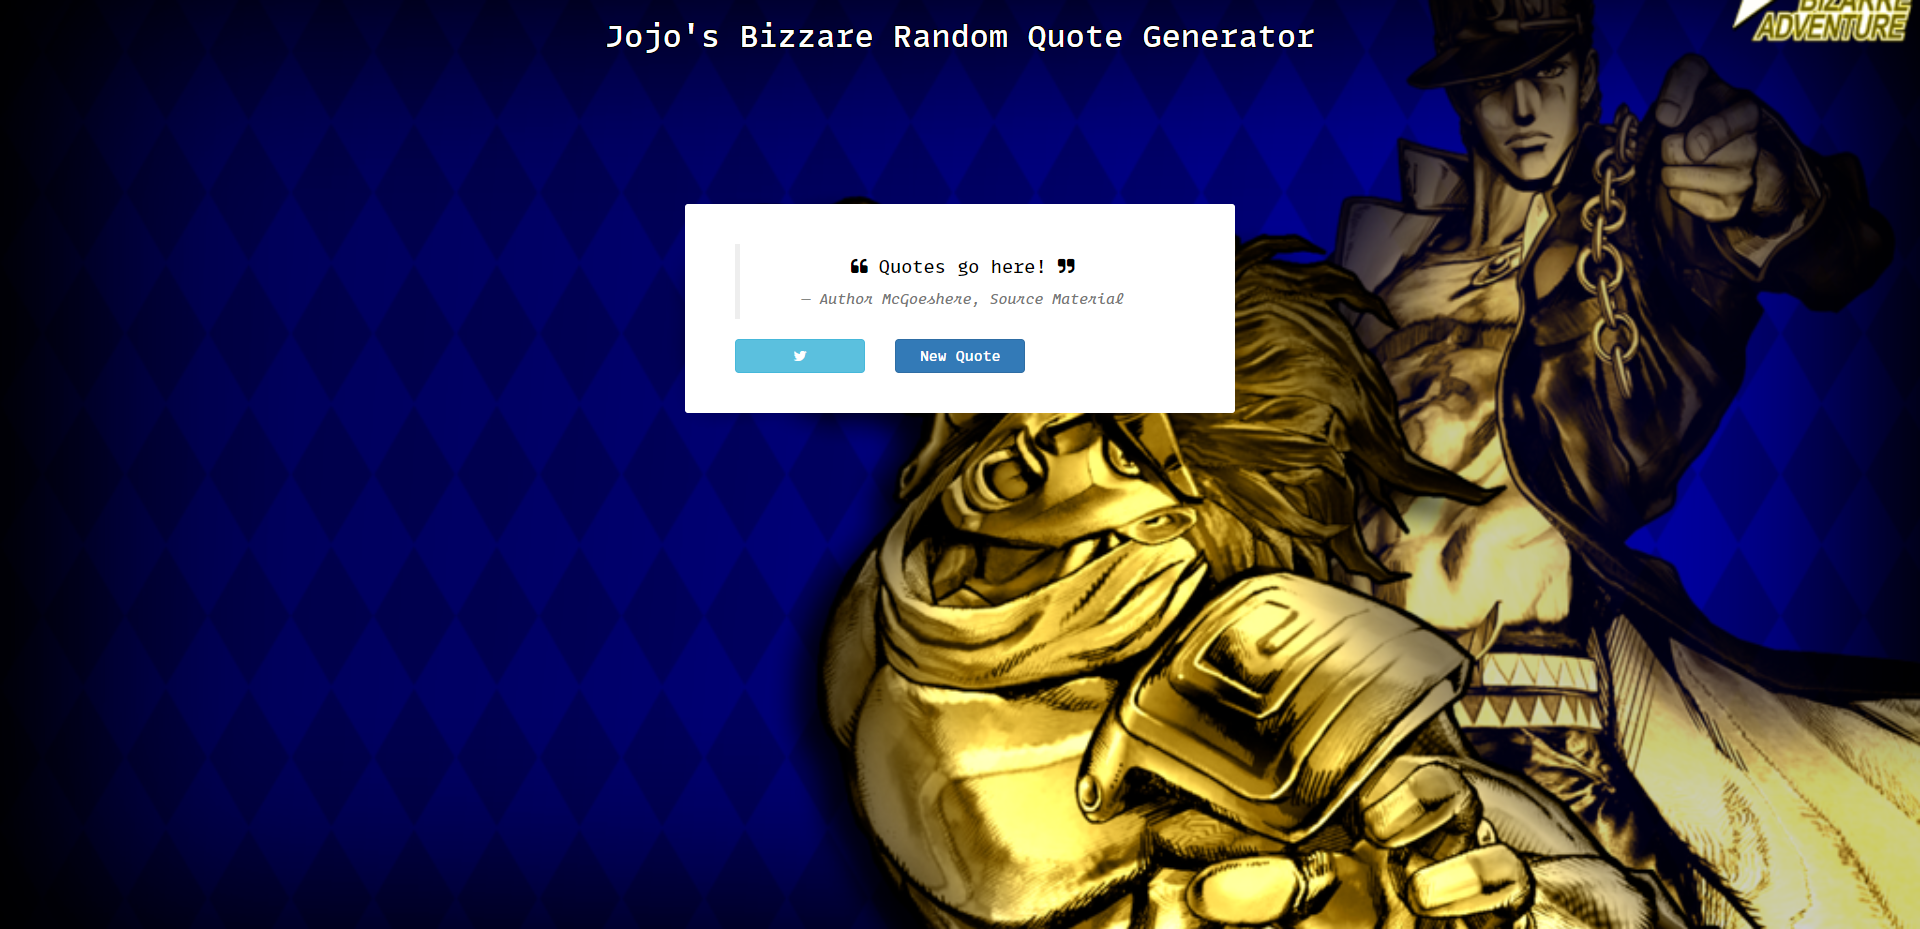 Jojo's Bizzare Random Quote Generator
BIZARRE
ADVENTURE
❝ Quotes go here! ❞
— Author McGoeshere, Source Material
New Quote